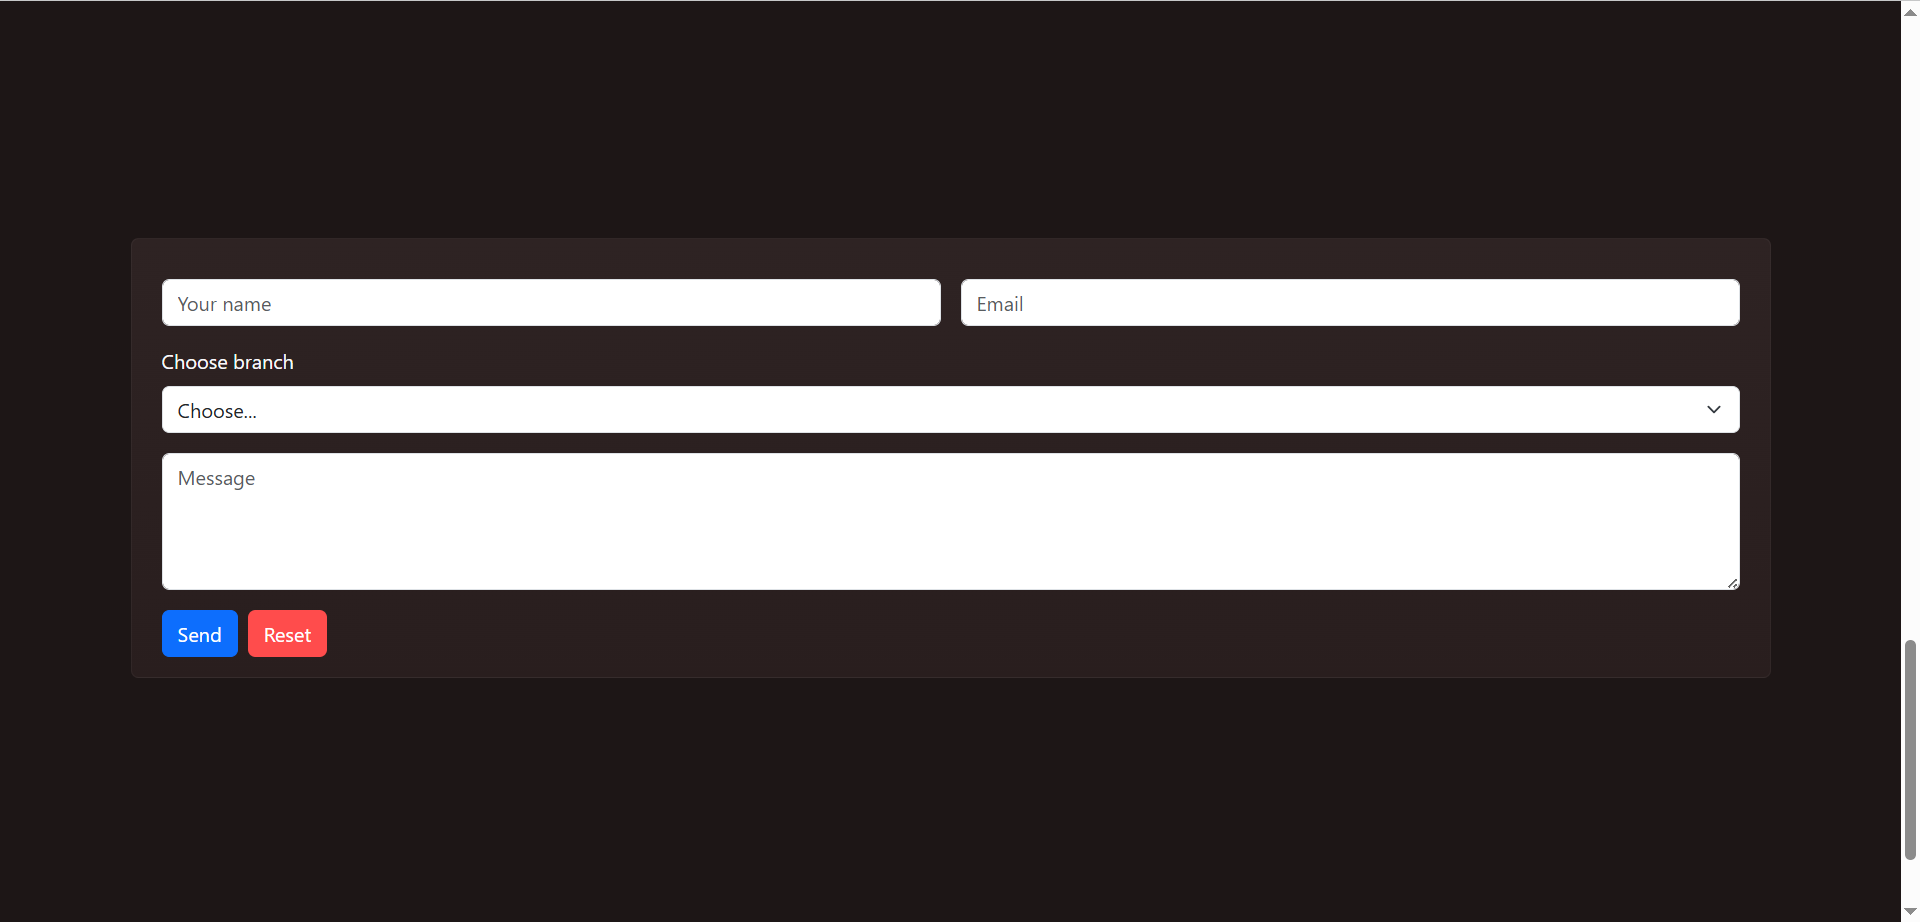 Your name
Email
Choose branch
Choose...
Message
Send
Reset